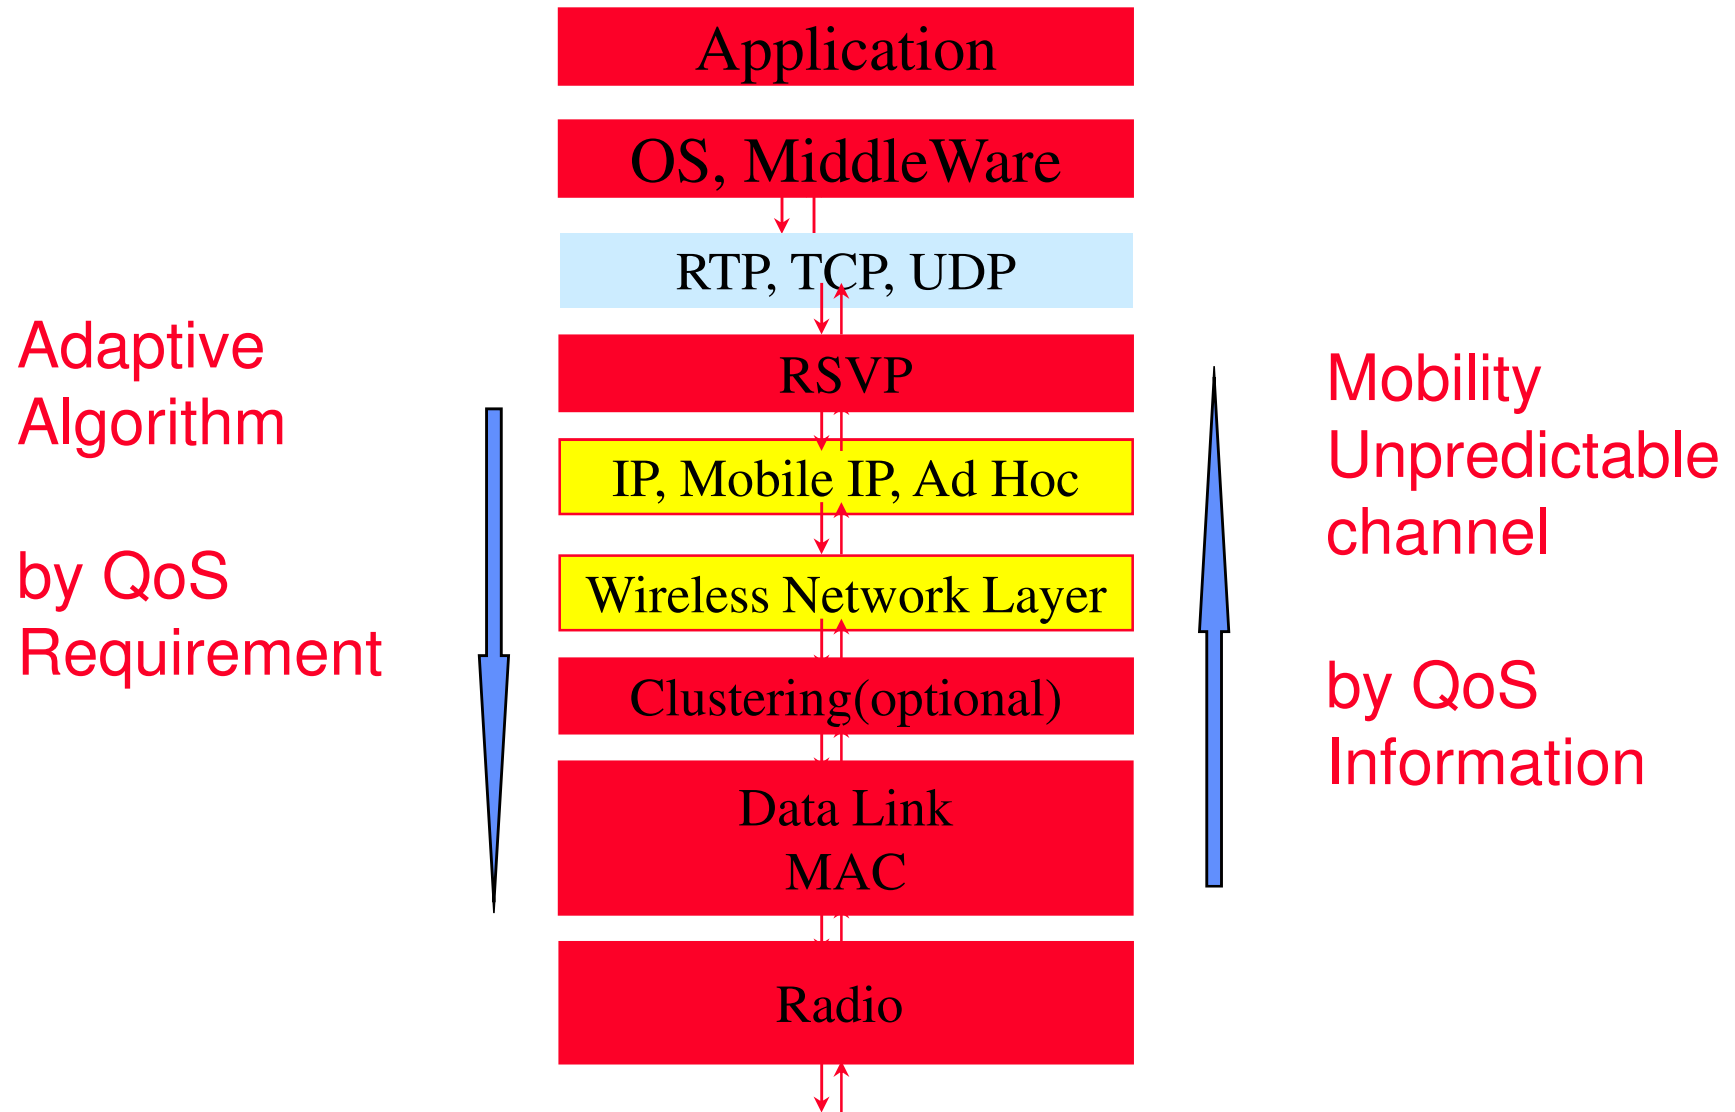 Application
OS, MiddleWare
RTP, TCP, UDP
RSVP
IP, Mobile IP, Ad Hoc
Wireless Network Layer
Clustering(optional)
Data Link
MAC
Radio
Adaptive
Algorithm
by QoS
Requirement
Mobility
Unpredictable
channel
by QoS
Information